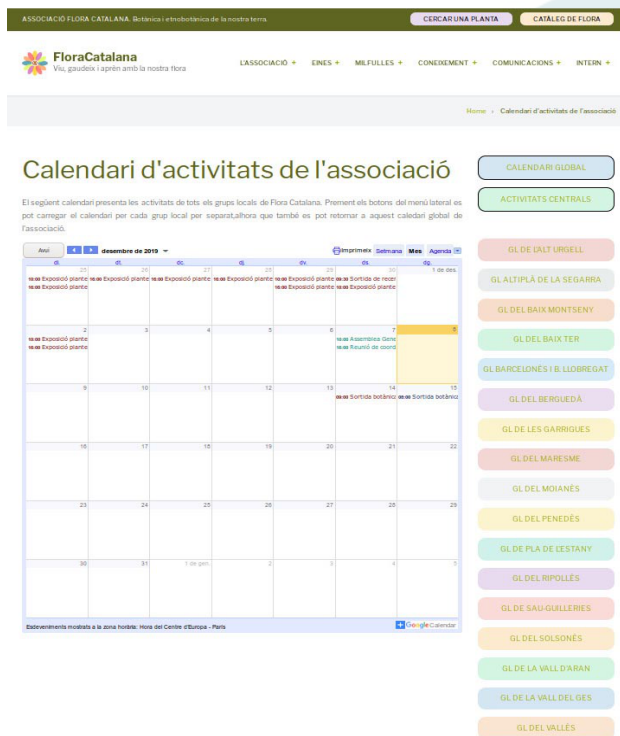 ASSOCIACIÓ FLORA CATALANA. Botànica i etnobotànica de la nostra terra.
CERCAR UNA PLANTA
CATÀLEG DE FLORA
FloraCatalana
Viu, gaudeix i aprèn amb la nostra flora
L'ASSOCIACIÓ +
EINES +
MILFULLES +
CONEIXEMENT +
COMUNICACIONS +
INTERN +
Home › Calendari d'activitats de l'associació
Calendari d'activitats de l'associació
El següent calendari presenta les activitats de tots els grups locals de Flora Catalana. Prement els botons del menú lateral es
pot carregar el calendari per cada grup local per separat,alhora que també es pot retornar a aquest caledari global de
l'associació.
Avui
desembre de 2019
Imprimeix Setmana Mes Agenda
dl. dt. dc. dj. dv. ds. dg.
25 26 27 28 29 30 1 de des.
Exposició plante Exposició plante Exposició plante Exposició plante Exposició plante Sortida de recer
Exposició plante Exposició plante Exposició plante
2 3 4 5 6 7 8
Exposició plante Assemblea Gene
Exposició plante Reunió de coord
9 10 11 12 13 14 15
Sortida botànica Sortida botànica
16 17 18 19 20 21 22
23 24 25 26 27 28 29
30 31 1 de gen. 2 3 4 5
Esdeveniments mostrats a la zona horària: Hora del Centre d'Europa - París
Google Calendar
CALENDARI GLOBAL
ACTIVITATS CENTRALS
GL DE L'ALT URGELL
GL ALTIPLÀ DE LA SEGARRA
GL DEL BAIX MONTSENY
GL DEL BAIX TER
GL BARCELONÈS I B. LLOBREGAT
GL DEL BERGUEDÀ
GL DE LES GARRIGUES
GL DEL MARESME
GL DEL MOIANÈS
GL DEL PENEDÈS
GL DE PLA DE L'ESTANY
GL DEL RIPOLLÈS
GL DE SAU-GUILLERIES
GL DEL SOLSONÈS
GL DE LA VALL D'ARAN
GL DE LA VALL DEL GES
GL DEL VALLÈS